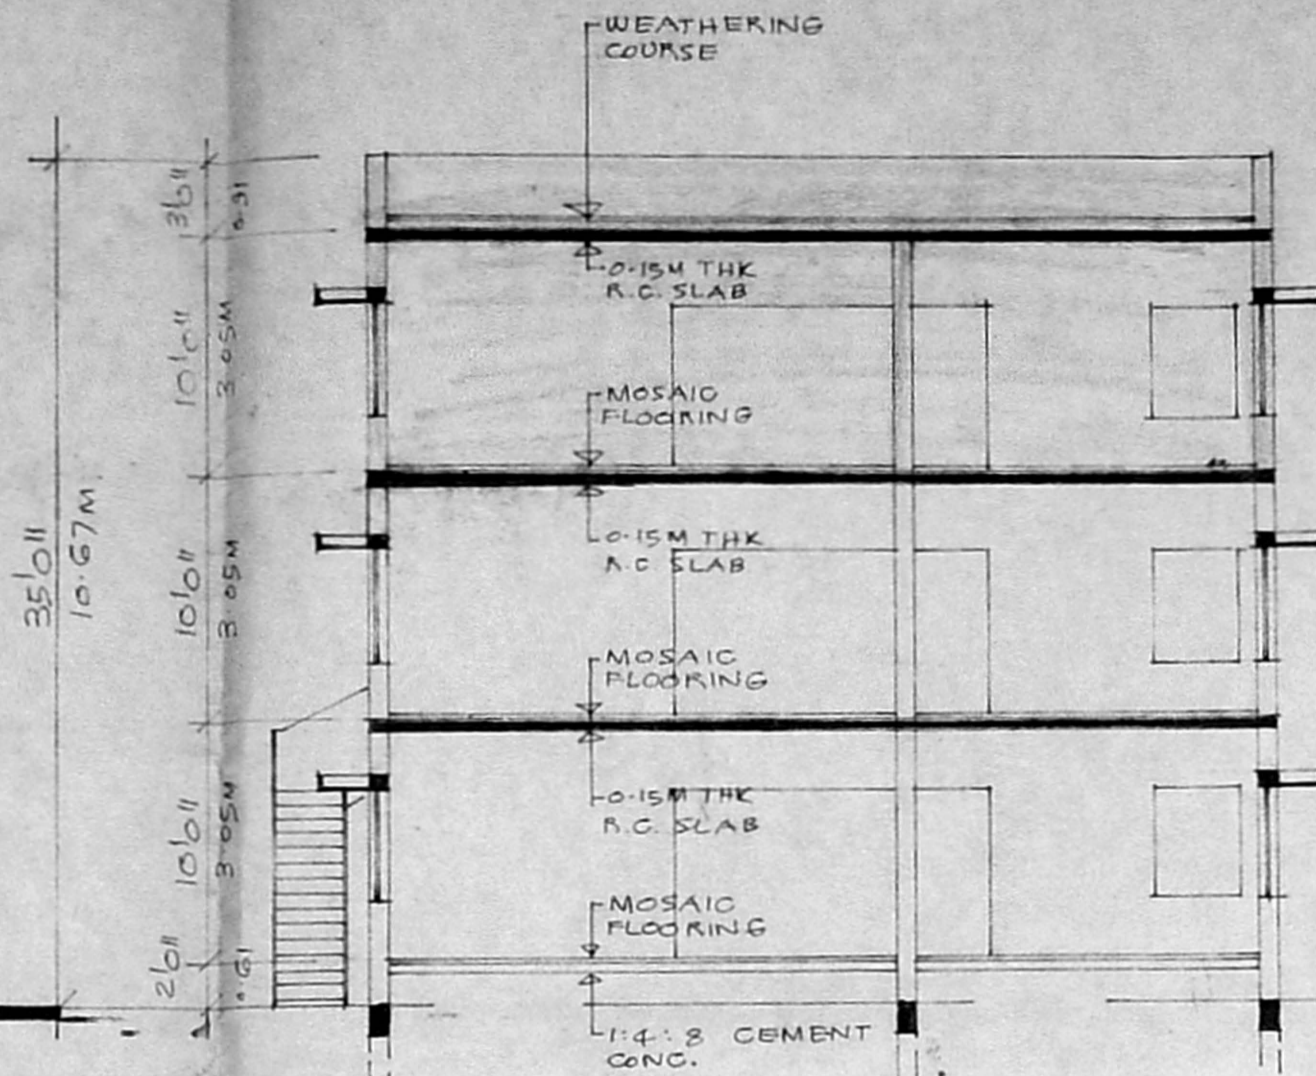 WEATHERING
COURSE
3'0"
0.91
0.15M THK
R.C. SLAB
10'0"
3.05M
MOSAIC
FLOORING
35'0"
10.67M.
0.15M THK
R.C. SLAB
10'0"
3.05M
MOSAIC
FLOORING
0.15M THK
R.C. SLAB
10'0"
3.05M
MOSAIC
FLOORING
2'0"
0.61
1:4:8 CEMENT
CONC.